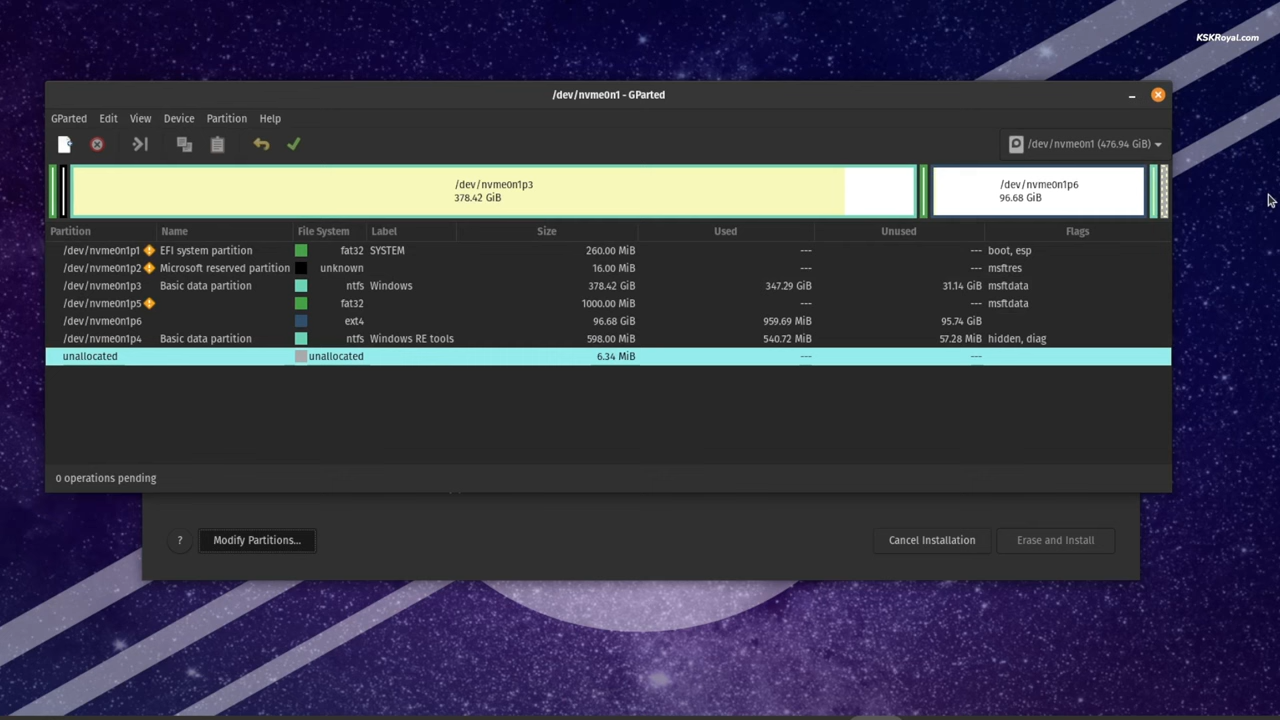 KSKRoyal.com
/dev/nvme0n1 - GParted
GParted Edit View Device Partition Help
/dev/nvme0n1 (476.94 GiB)
/dev/nvme0n1p3
378.42 GiB
/dev/nvme0n1p6
96.68 GiB
Partition Name File System Label Size Used Unused Flags
/dev/nvme0n1p1 EFI system partition fat32 SYSTEM 260.00 MiB --- --- boot, esp
/dev/nvme0n1p2 Microsoft reserved partition unknown 16.00 MiB --- --- msftres
/dev/nvme0n1p3 Basic data partition ntfs Windows 378.42 GiB 347.29 GiB 31.14 GiB msftdata
/dev/nvme0n1p5 fat32 1000.00 MiB --- --- msftdata
/dev/nvme0n1p6 ext4 96.68 GiB 959.69 MiB 95.74 GiB
/dev/nvme0n1p4 Basic data partition ntfs Windows RE tools 598.00 MiB 540.72 MiB 57.28 MiB hidden, diag
unallocated unallocated 6.34 MiB --- ---
0 operations pending
? Modify Partitions... Cancel Installation Erase and Install